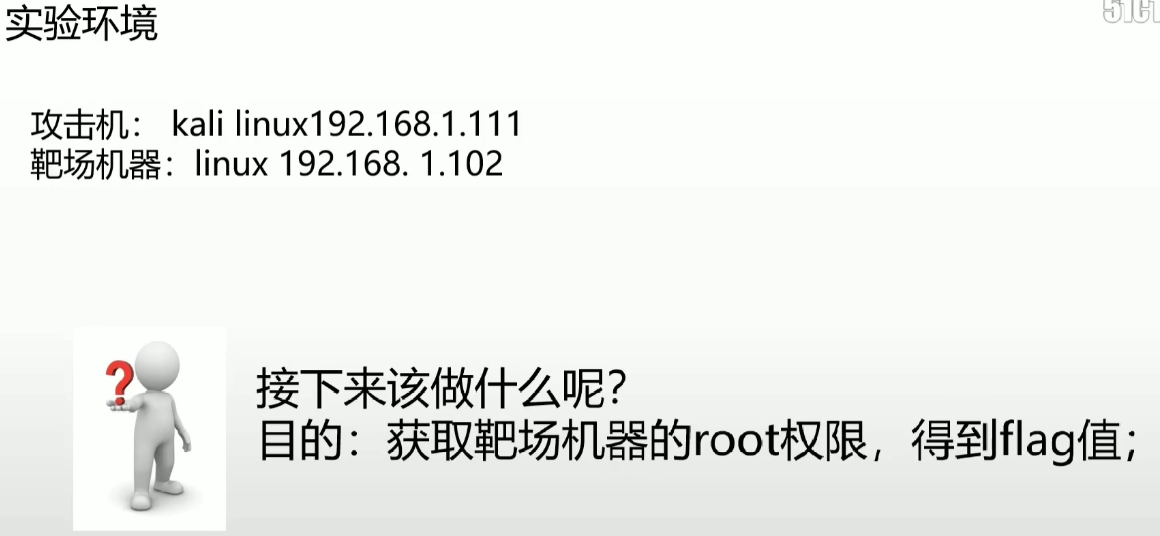 实验环境
攻击机： kali linux192.168.1.111
靶场机器：linux 192.168. 1.102
?
接下来该做什么呢？
目的：获取靶场机器的root权限，得到flag值；